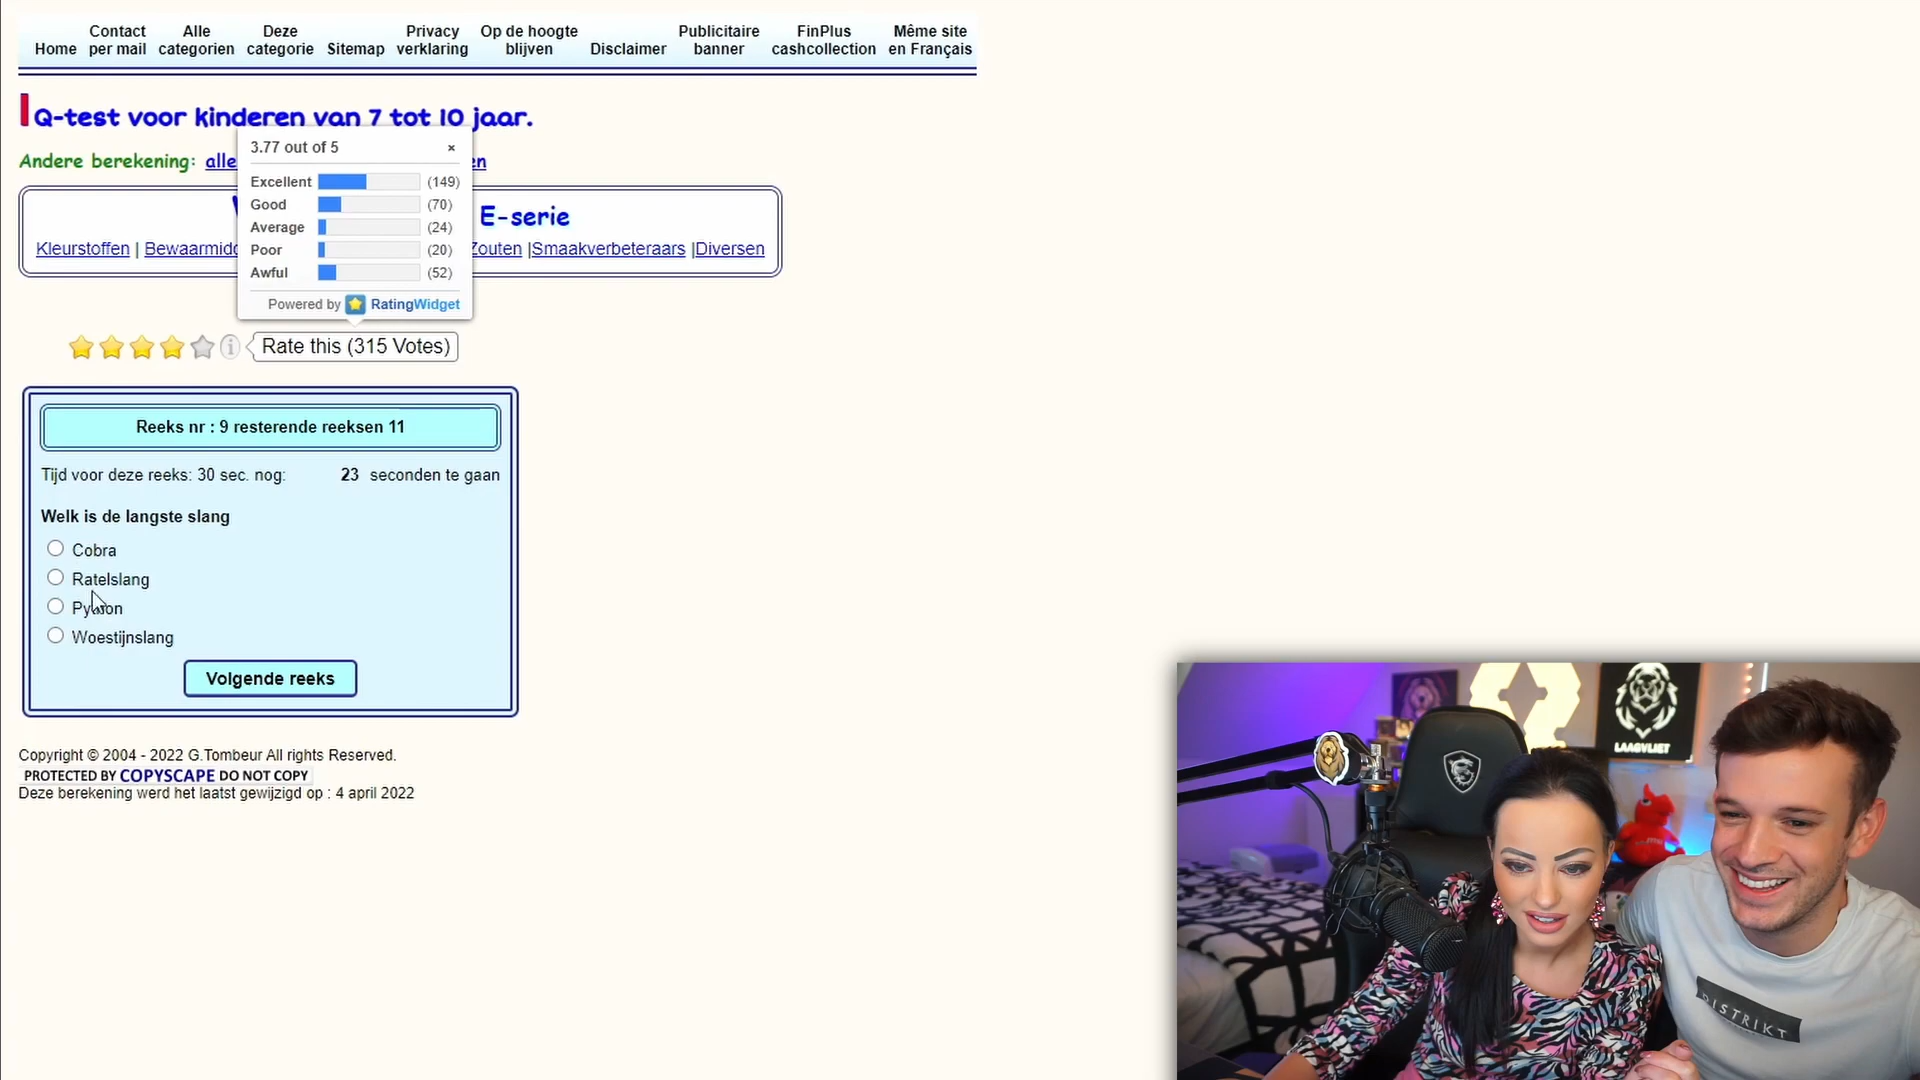 Home
Contact per mail
Alle categorien
Deze categorie
Sitemap
Privacy verklaring
Op de hoogte blijven
Disclaimer
Publicitaire banner
FinPlus cashcollection
Même site en Français
IQ-test voor kinderen van 7 tot 10 jaar.
Andere berekening: alle en
3.77 out of 5 ×
Excellent (149)
Good (70)
Average (24)
Poor (20)
Awful (52)
Powered by RatingWidget
E-serie
Kleurstoffen | Zouten |Smaakverbeteraars |Diversen
Rate this (315 Votes)
Reeks nr : 9 resterende reeksen 11
Tijd voor deze reeks: 30 sec. nog: 23 seconden te gaan
Welk is de langste slang
Cobra
Ratelslang
Python
Woestijnslang
Volgende reeks
Copyright © 2004 - 2022 G.Tombeur All rights Reserved.
PROTECTED BY COPYSCAPE DO NOT COPY
Deze berekening werd het laatst gewijzigd op : 4 april 2022
LAAGVLIET
DISTRIKT